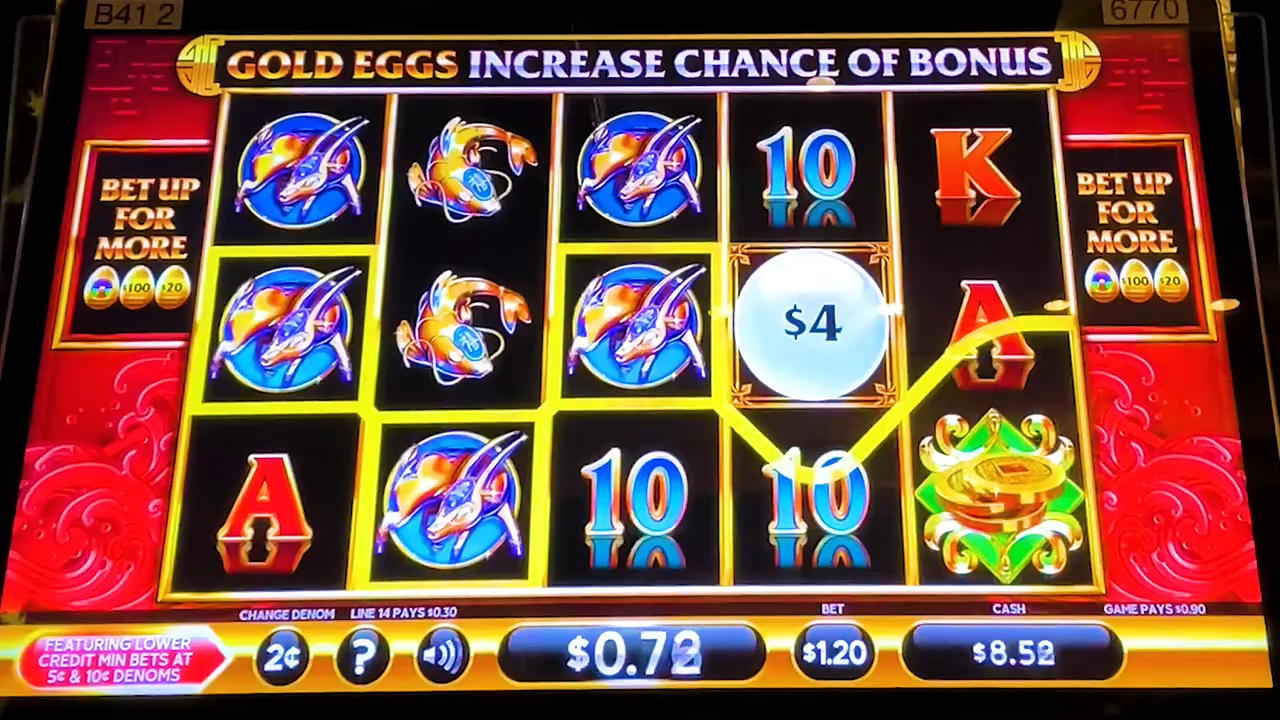 B41 2
6770
GOLD EGGS INCREASE CHANCE OF BONUS
BET UP
FOR
MORE
$100 $20
BET UP
FOR
MORE
$100 $20
10
K
$4
A
A
10
10
CHANGE DENOM
LINE 14 PAYS $0.30
BET
CASH
GAME PAYS $0.90
FEATURING LOWER
CREDIT MIN BETS AT
5¢ & 10¢ DENOMS
2¢
?
$0.72
$1.20
$8.52